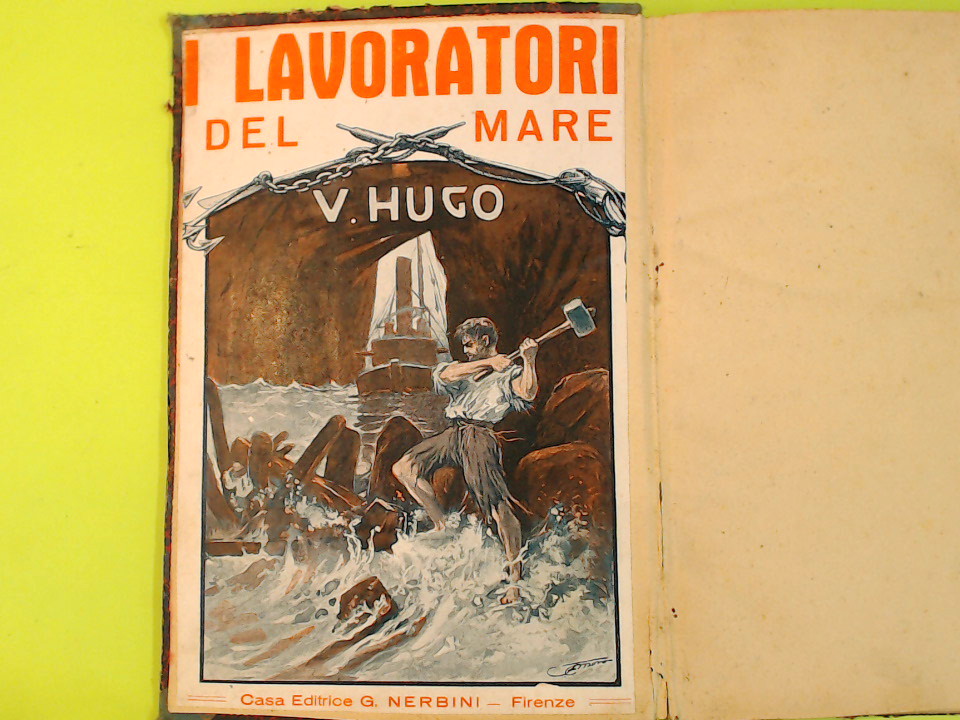 I LAVORATORI
DEL MARE
V. HUGO
Casa Editrice G. NERBINI — Firenze